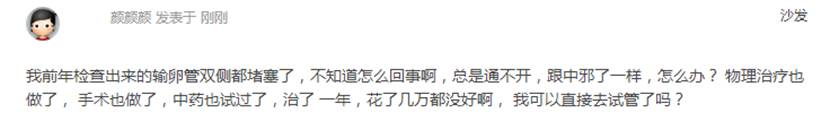 颜颜颜 发表于 刚刚
沙发
我前年检查出来的输卵管双侧都堵塞了，不知道怎么回事啊，总是通不开，跟中邪了一样，怎么办？ 物理治疗也
做了， 手术也做了，中药也试过了，治了 一年，花了几万都没好啊， 我可以直接去试管了吗？